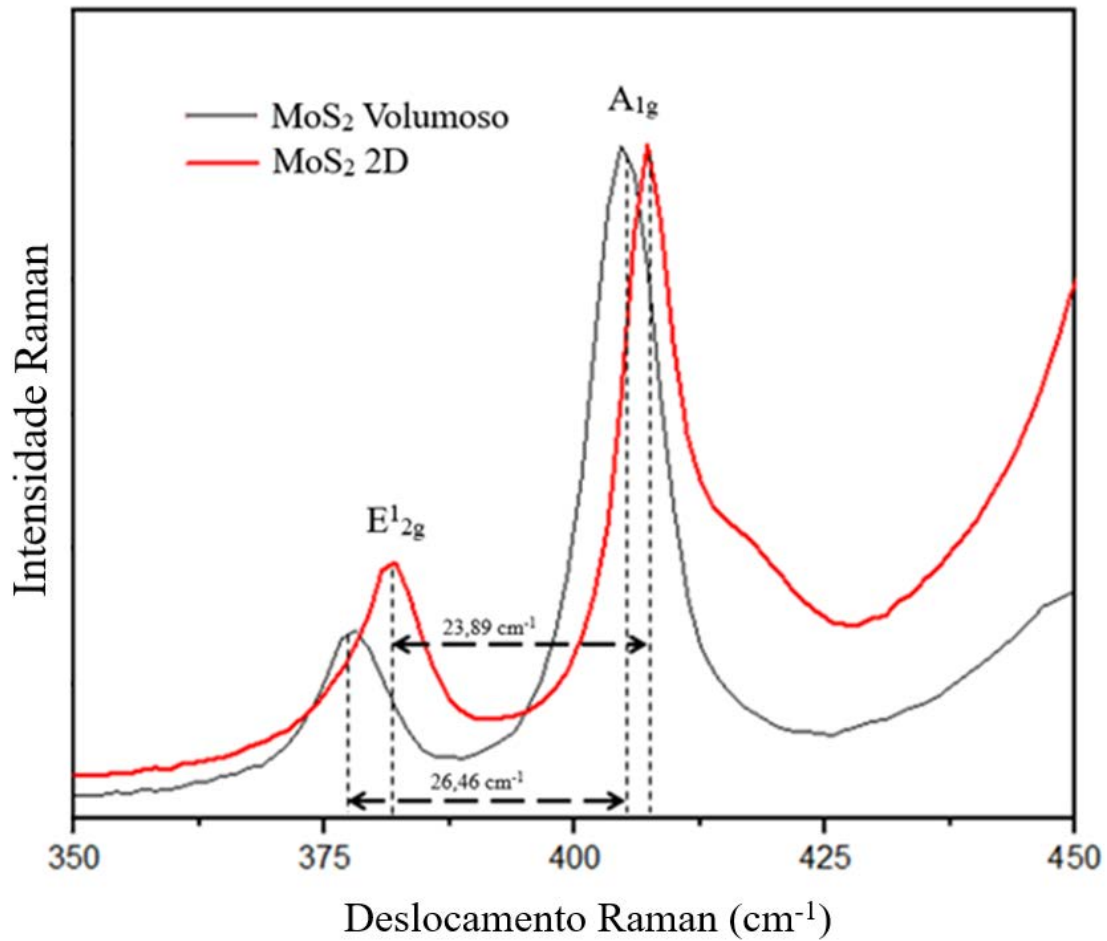 A₁g
MoS₂ Volumoso
MoS₂ 2D
Intensidade Raman
E¹₂g
23,89 cm⁻¹
26,46 cm⁻¹
350
375
400
425
450
Deslocamento Raman (cm⁻¹)